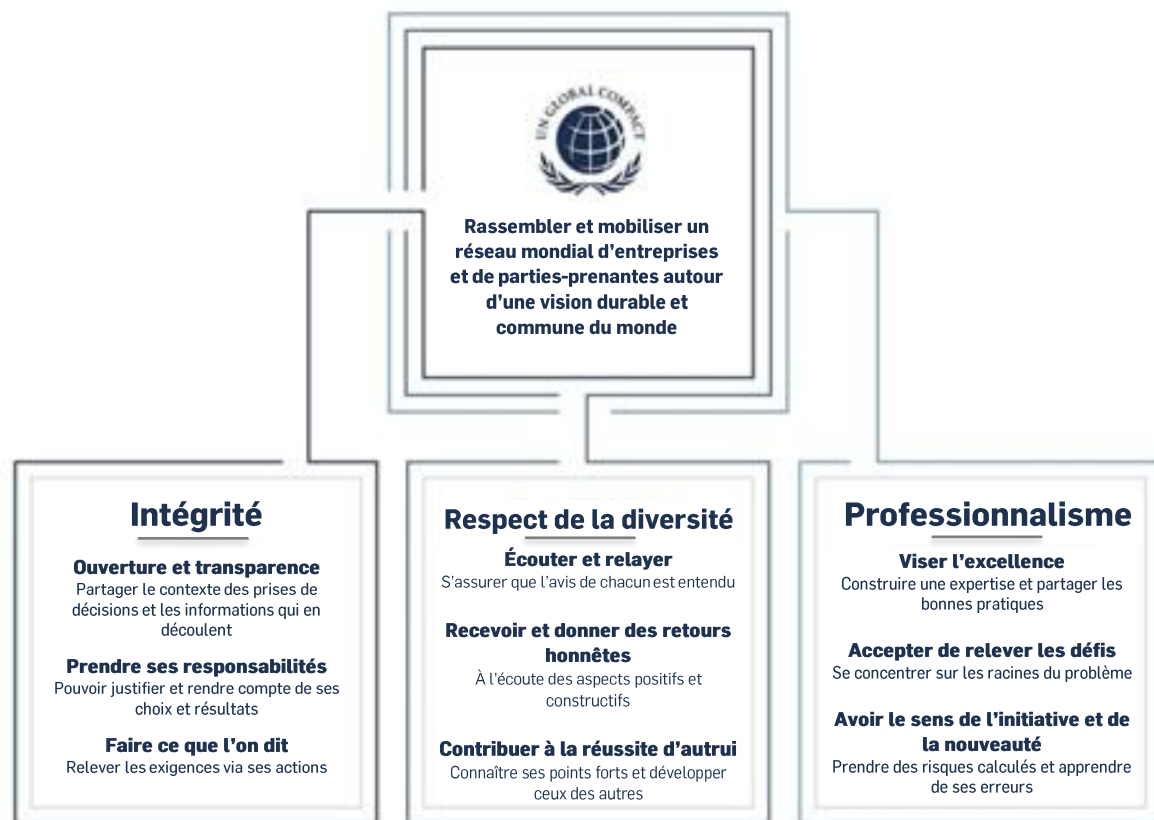 UN GLOBAL COMPACT
Rassembler et mobiliser un
réseau mondial d'entreprises
et de parties-prenantes autour
d'une vision durable et
commune du monde
Intégrité
Ouverture et transparence
Partager le contexte des prises de
décisions et les informations qui en
découlent
Prendre ses responsabilités
Pouvoir justifier et rendre compte de ses
choix et résultats
Faire ce que l'on dit
Relever les exigences via ses actions
Respect de la diversité
Écouter et relayer
S'assurer que l'avis de chacun est entendu
Recevoir et donner des retours
honnêtes
À l'écoute des aspects positifs et
constructifs
Contribuer à la réussite d'autrui
Connaître ses points forts et développer
ceux des autres
Professionnalisme
Viser l'excellence
Construire une expertise et partager les
bonnes pratiques
Accepter de relever les défis
Se concentrer sur les racines du problème
Avoir le sens de l'initiative et de
la nouveauté
Prendre des risques calculés et apprendre
de ses erreurs